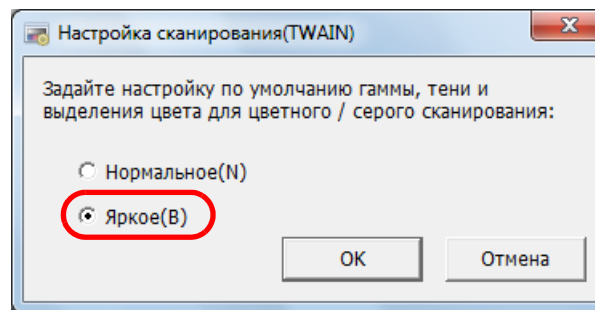 Настройка сканирования(TWAIN)
Задайте настройку по умолчанию гаммы, тени и
выделения цвета для цветного / серого сканирования:
Нормальное(N)
Яркое(B)
OK Отмена